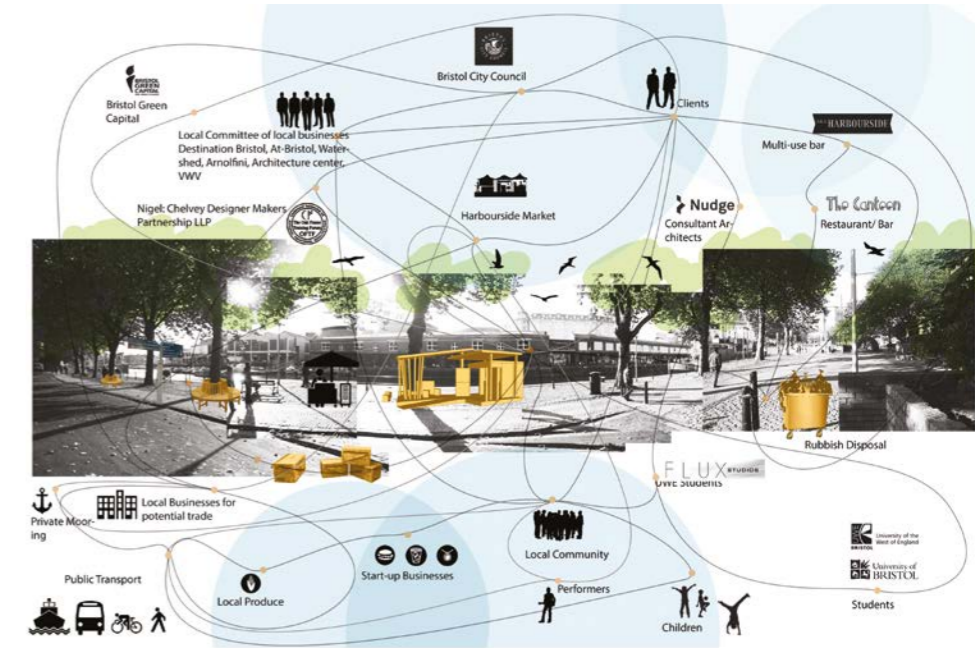 Bristol City Council
BRISTOL
GREEN
CAPITAL
Bristol Green
Capital
Clients
HARBOURSIDE
Multi-use bar
Local Committee of local businesses
Destination Bristol, At-Bristol, Water-
shed, Arnolfini, Architecture center,
VWV
Nigel: Chelvey Designer Makers
Partnership LLP
Harbourside Market
Nudge
Consultant Ar-
chitects
The Canteen
Restaurant/ Bar
Rubbish Disposal
FLUX STUDIOS
UWE Students
Private Moor-
ing
Local Businesses for
potential trade
Local Community
Start-up Businesses
Public Transport
Local Produce
Performers
Children
University of the
West of England
BRISTOL
University of
BRISTOL
Students